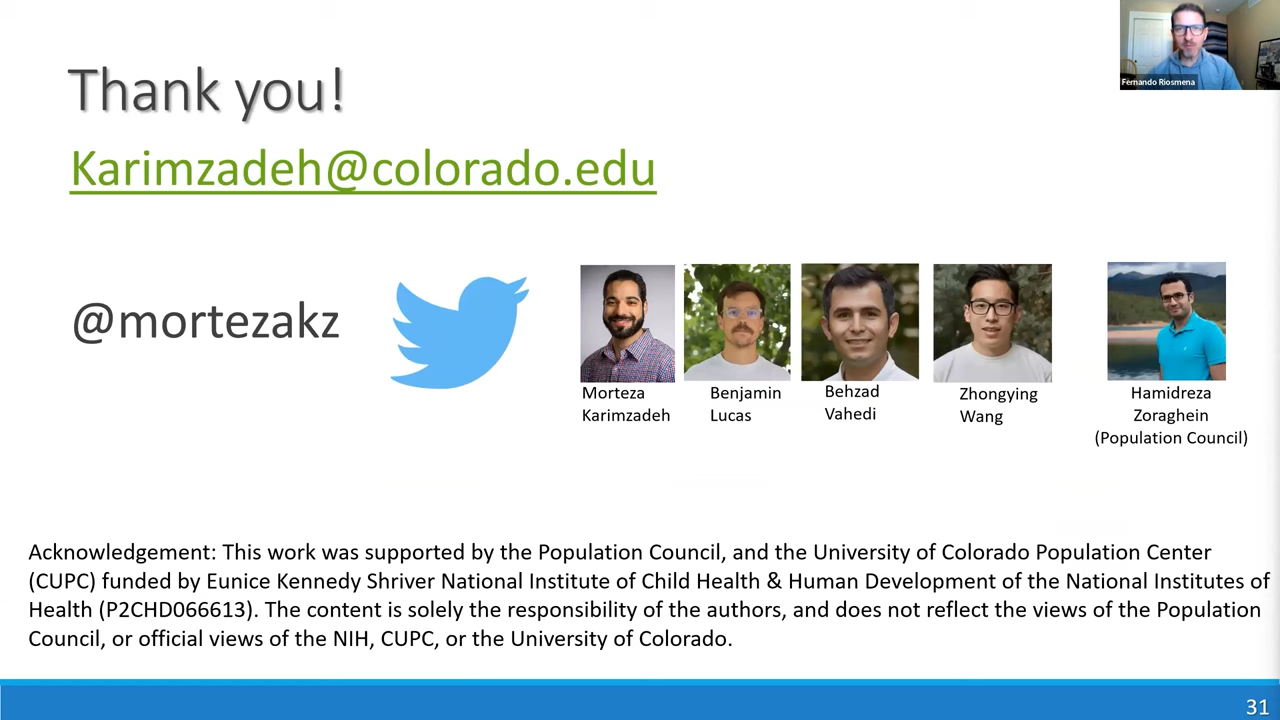 Fernando Riosmena
Thank you!
Karimzadeh@colorado.edu
@mortezakz
Morteza
Karimzadeh
Benjamin
Lucas
Behzad
Vahedi
Zhongying
Wang
Hamidreza
Zoraghein
(Population Council)
Acknowledgement: This work was supported by the Population Council, and the University of Colorado Population Center
(CUPC) funded by Eunice Kennedy Shriver National Institute of Child Health & Human Development of the National Institutes of
Health (P2CHD066613). The content is solely the responsibility of the authors, and does not reflect the views of the Population
Council, or official views of the NIH, CUPC, or the University of Colorado.
31